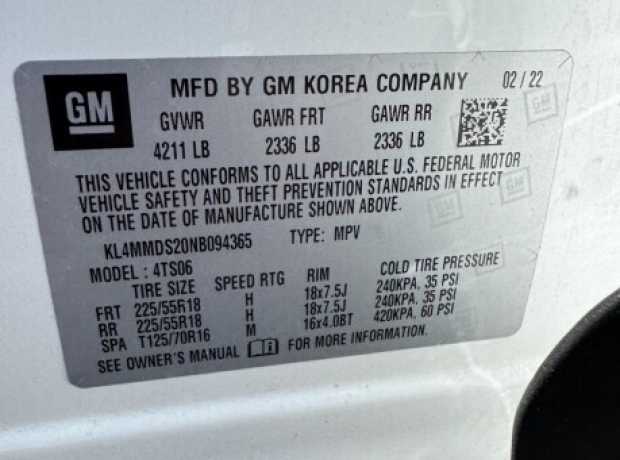 GM MFD BY GM KOREA COMPANY 02 / 22
GVWR GAWR FRT GAWR RR
4211 LB 2336 LB 2336 LB
THIS VEHICLE CONFORMS TO ALL APPLICABLE U.S. FEDERAL MOTOR
VEHICLE SAFETY AND THEFT PREVENTION STANDARDS IN EFFECT
ON THE DATE OF MANUFACTURE SHOWN ABOVE.
KL4MMDS20NB094365 TYPE: MPV
MODEL : 4TS06
TIRE SIZE SPEED RTG RIM COLD TIRE PRESSURE
FRT 225/55R18 H 18x7.5J 240KPA, 35 PSI
RR 225/55R18 H 18x7.5J 240KPA, 35 PSI
SPA T125/70R16 M 16x4.0BT 420KPA, 60 PSI
SEE OWNER'S MANUAL FOR MORE INFORMATION.